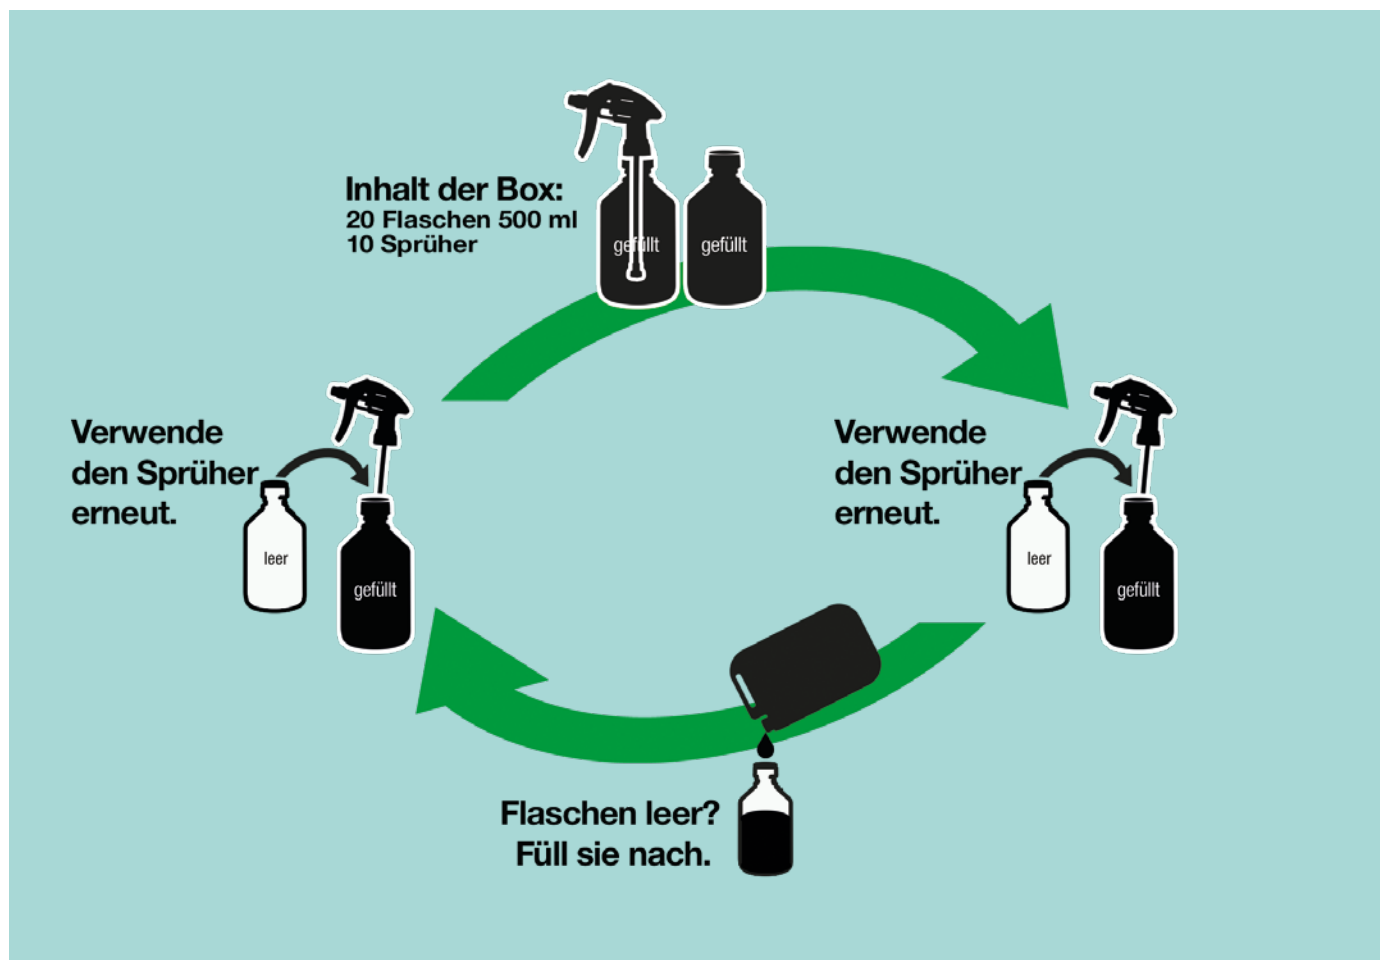 Inhalt der Box:
20 Flaschen 500 ml
10 Sprüher
gefüllt
gefüllt
Verwende
den Sprüher
erneut.
leer
gefüllt
Verwende
den Sprüher
erneut.
leer
gefüllt
Flaschen leer?
Füll sie nach.